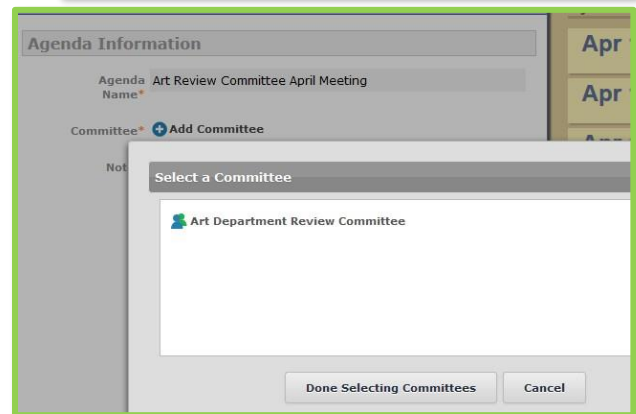 Agenda Information
Apr
Agenda Name* Art Review Committee April Meeting
Apr
Committee* Add Committee
Not
Select a Committee
Art Department Review Committee
Done Selecting Committees Cancel